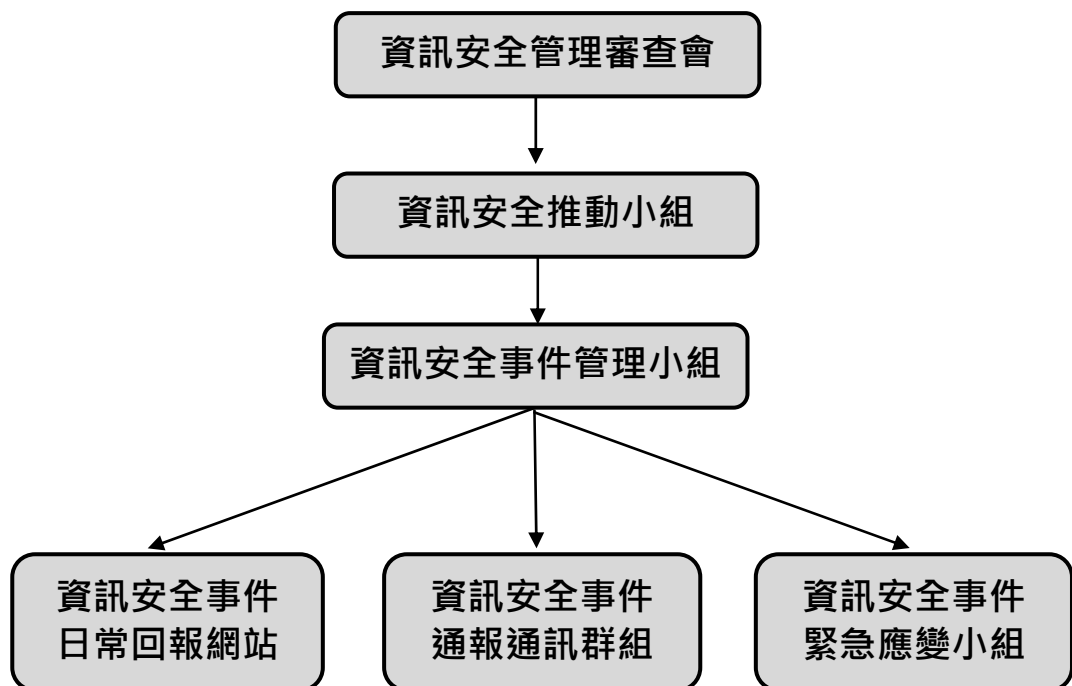 資訊安全管理審查會
資訊安全推動小組
資訊安全事件管理小組
資訊安全事件
日常回報網站
資訊安全事件
通報通訊群組
資訊安全事件
緊急應變小組